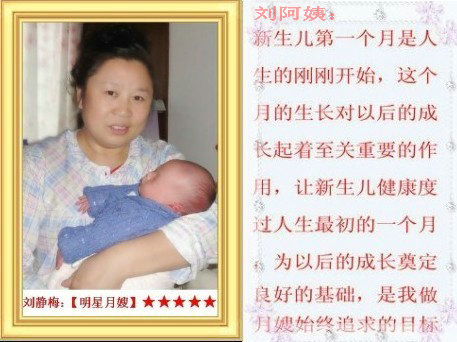 刘静梅：【明星月嫂】★★★★★
刘阿姨：
新生儿第一个月是人
生的刚刚开始，这个
月的生长对以后的成
长起着至关重要的作
用，让新生儿健康度
过人生最初的一个月
为以后的成长奠定
良好的基础，是我做
月嫂始终追求的目标